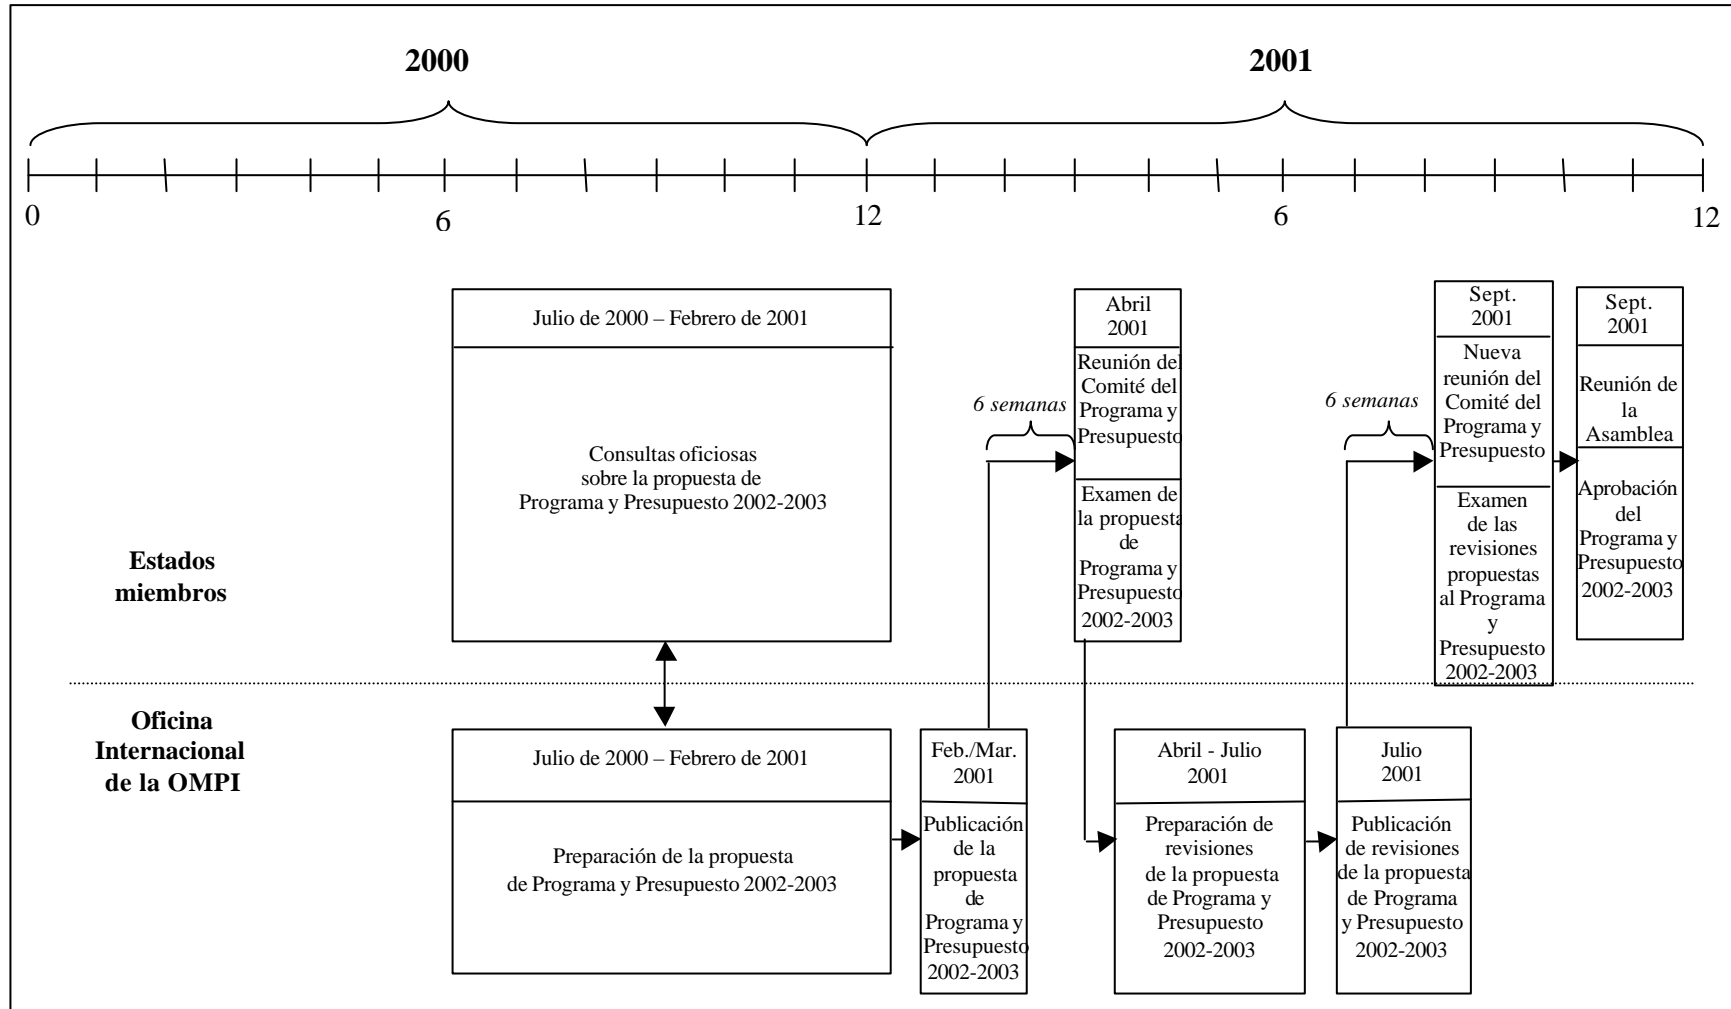 2000
2001
0
6
12
6
12
Julio de 2000 – Febrero de 2001
Consultas oficiosas
sobre la propuesta de
Programa y Presupuesto 2002-2003
6 semanas
Abril
2001
Reunión del
Comité del
Programa y
Presupuesto
Examen de
la propuesta
de
Programa y
Presupuesto
2002-2003
6 semanas
Sept.
2001
Nueva
reunión del
Comité del
Programa y
Presupuesto
Examen
de las
revisiones
propuestas
al Programa
y
Presupuesto
2002-2003
Sept.
2001
Reunión de
la
Asamblea
Aprobación
del
Programa y
Presupuesto
2002-2003
Estados
miembros
Oficina
Internacional
de la OMPI
Julio de 2000 – Febrero de 2001
Preparación de la propuesta
de Programa y Presupuesto 2002-2003
Feb./Mar.
2001
Publicación
de la
propuesta
de
Programa y
Presupuesto
2002-2003
Abril - Julio
2001
Preparación de
revisiones
de la propuesta
de Programa y
Presupuesto
2002-2003
Julio
2001
Publicación
de revisiones
de la propuesta
de Programa
y Presupuesto
2002-2003